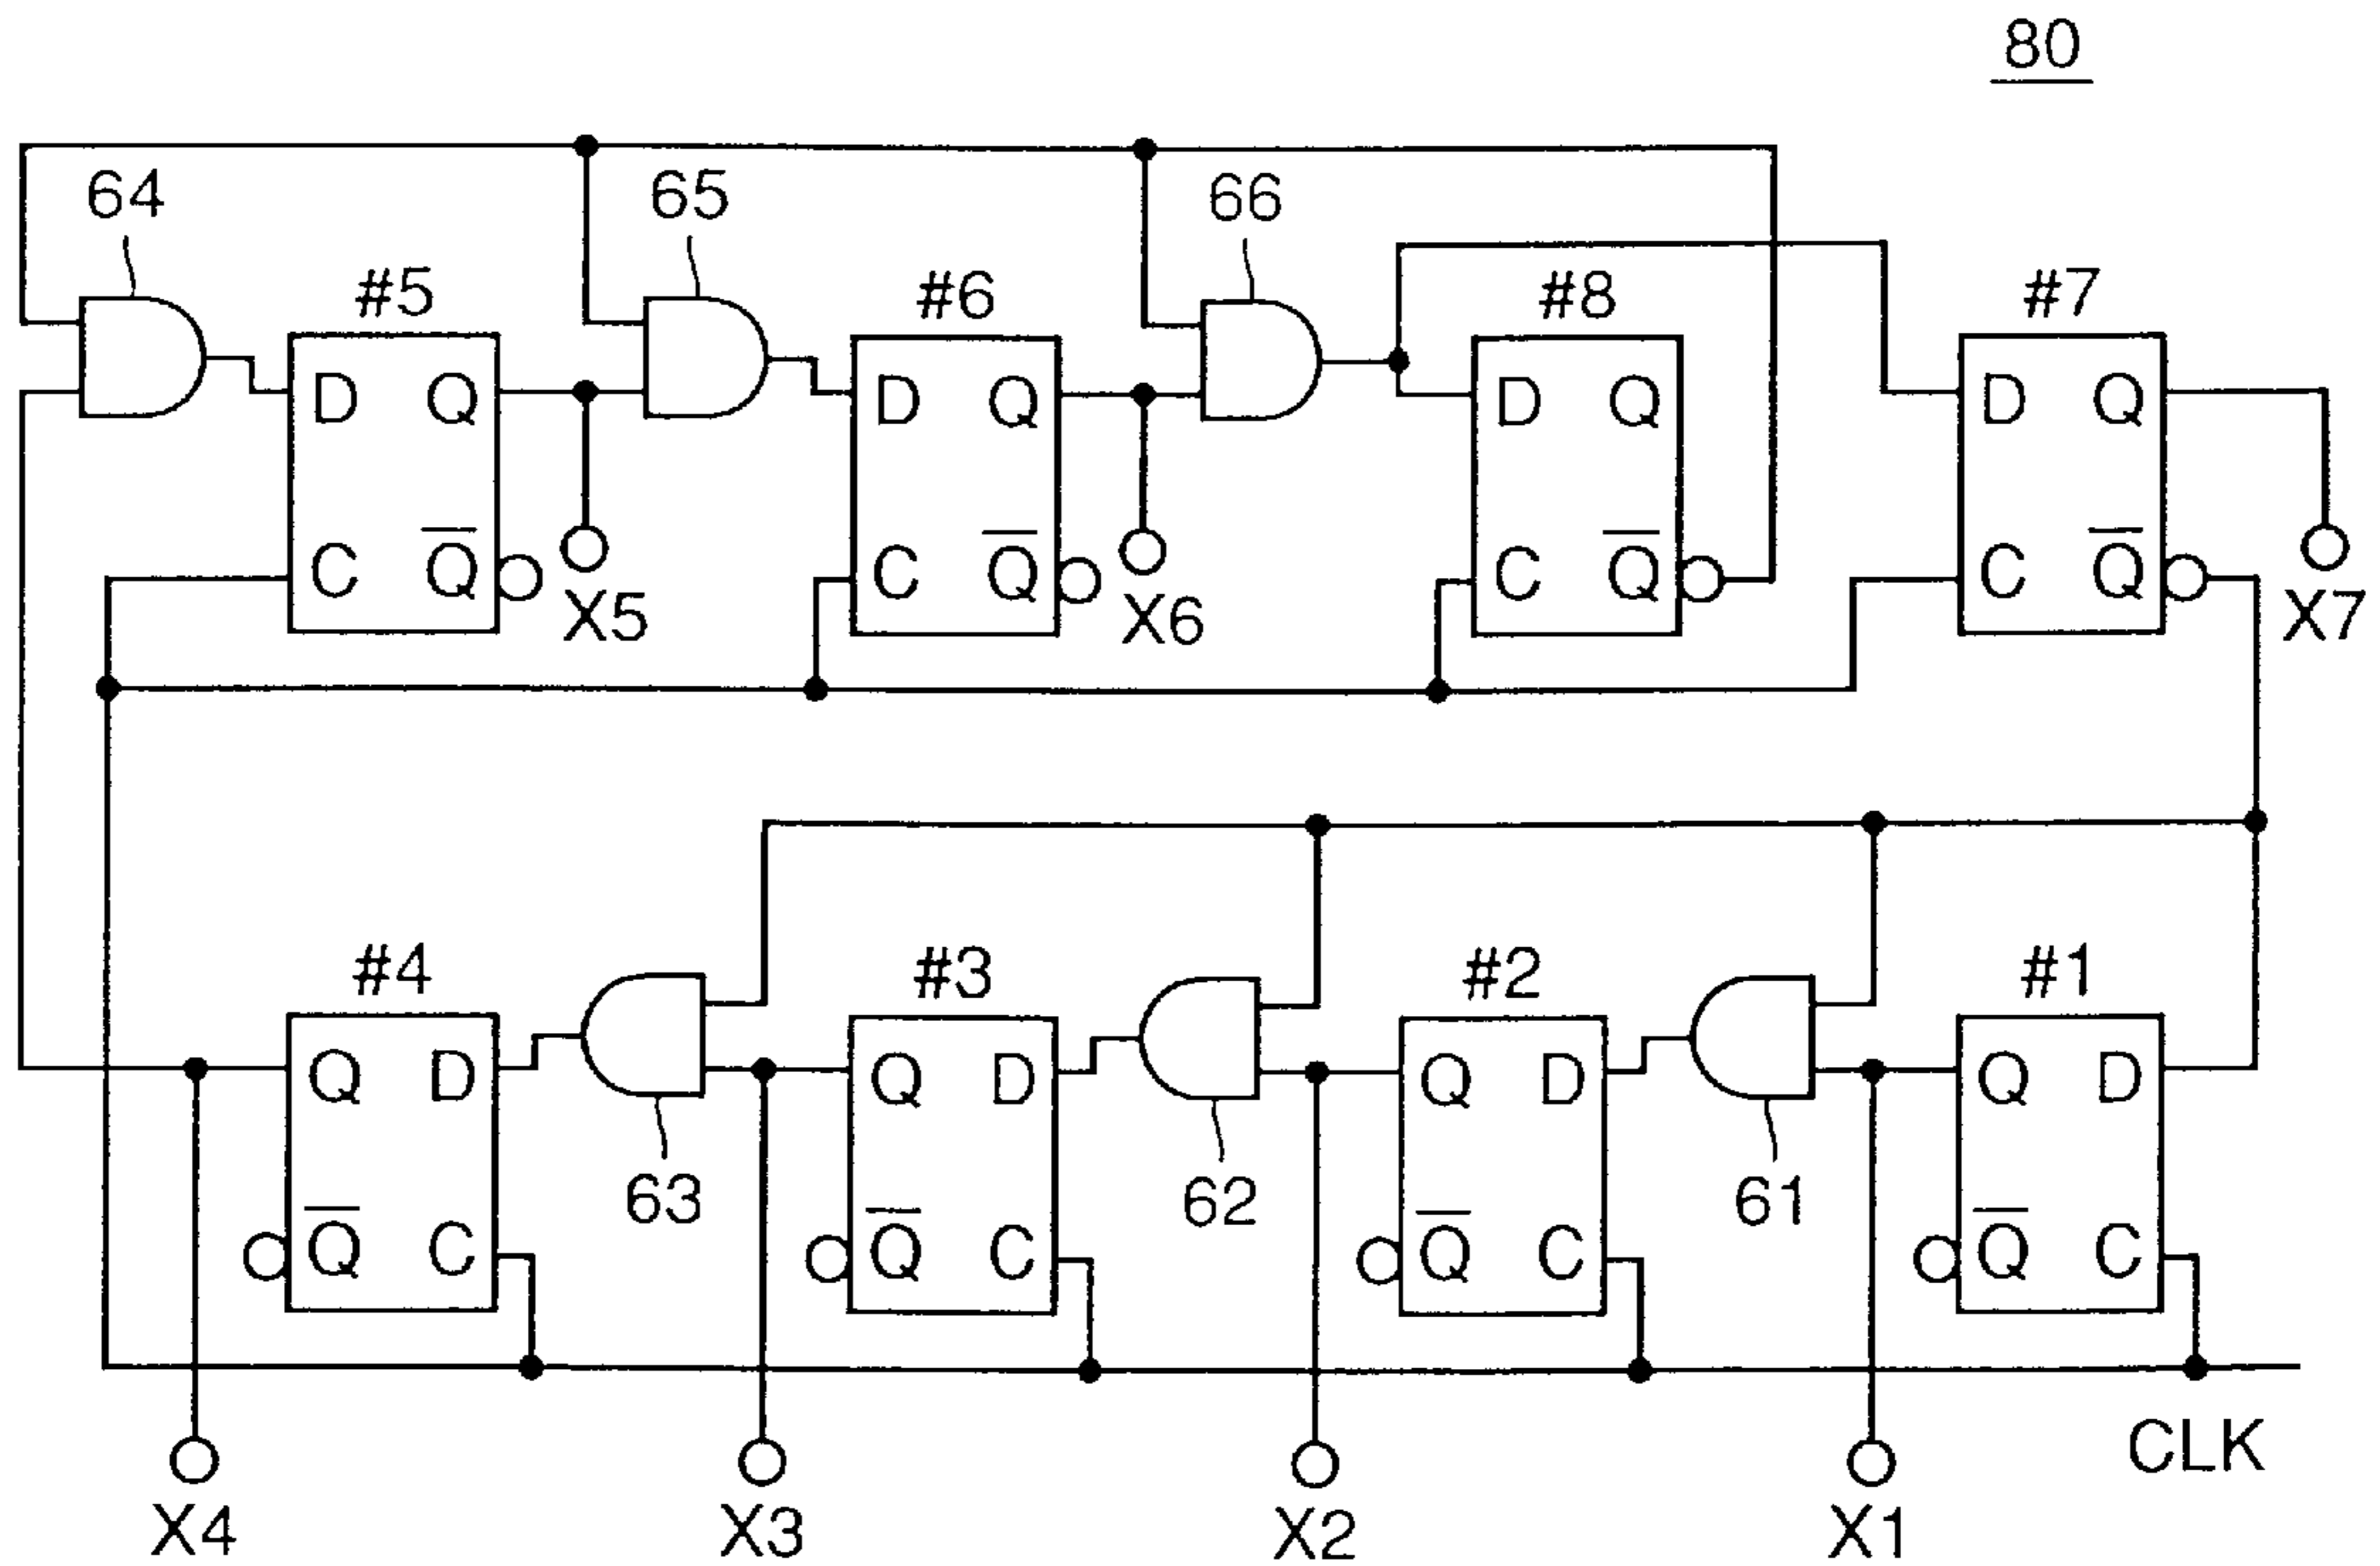 80
64
65
66
#5
#6
#8
#7
D Q
D Q
D Q
D Q
C Q̅
C Q̅
C Q̅
C Q̅
X5
X6
X7
#4
#3
#2
#1
Q D
Q D
Q D
Q D
63
62
61
Q̅ C
Q̅ C
Q̅ C
Q̅ C
CLK
X4
X3
X2
X1